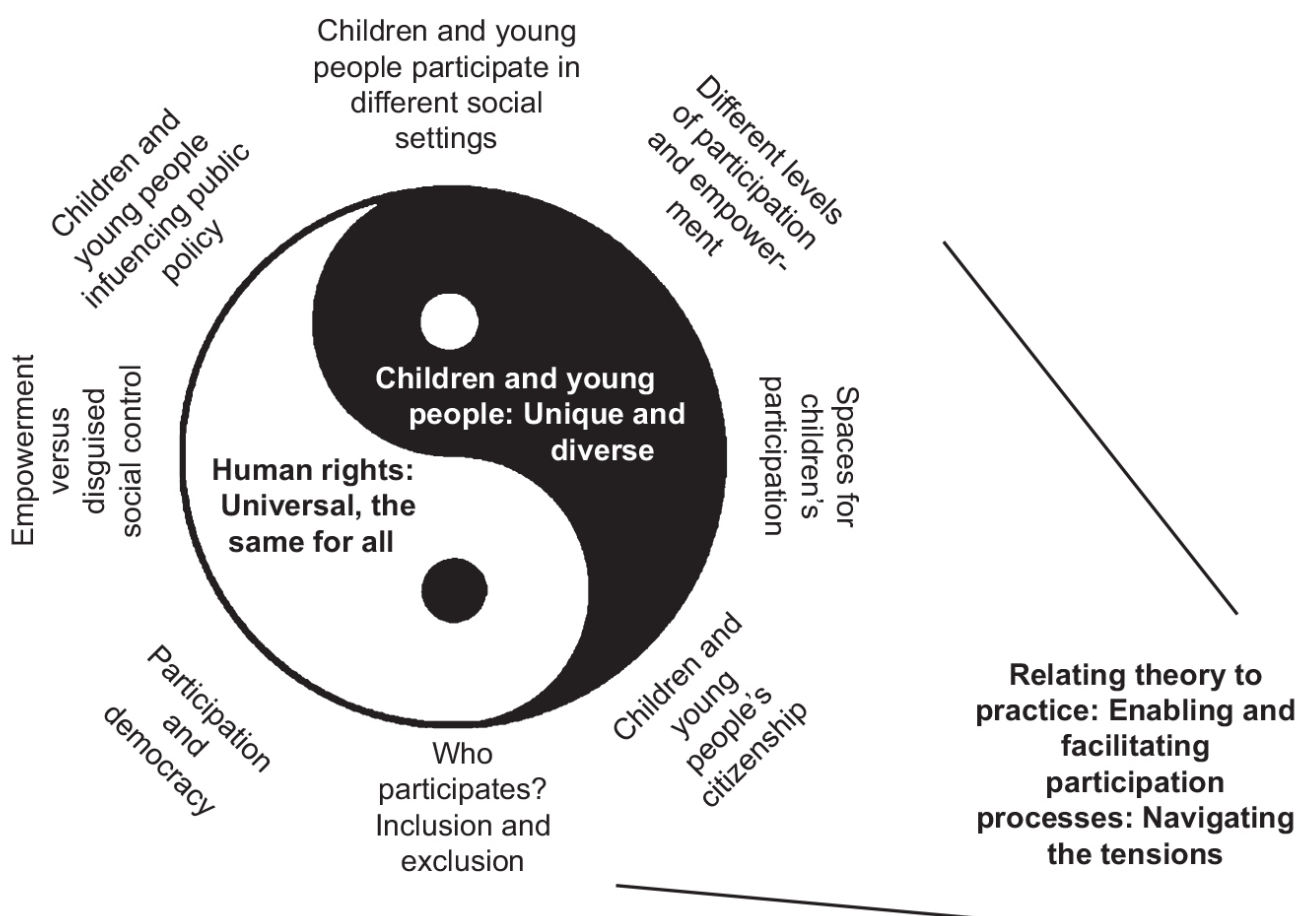 Children and young
people participate in
different social
settings
Different levels
of participation
and empower-
ment
Spaces for
children's
participation
Children and
young
people's
citizenship
Who
participates?
Inclusion and
exclusion
Participation
and
democracy
Empowerment
versus
disguised
social control
Children and
young people
infuencing public
policy
Children and young
people: Unique and
diverse
Human rights:
Universal, the
same for all
Relating theory to
practice: Enabling and
facilitating
participation
processes: Navigating
the tensions